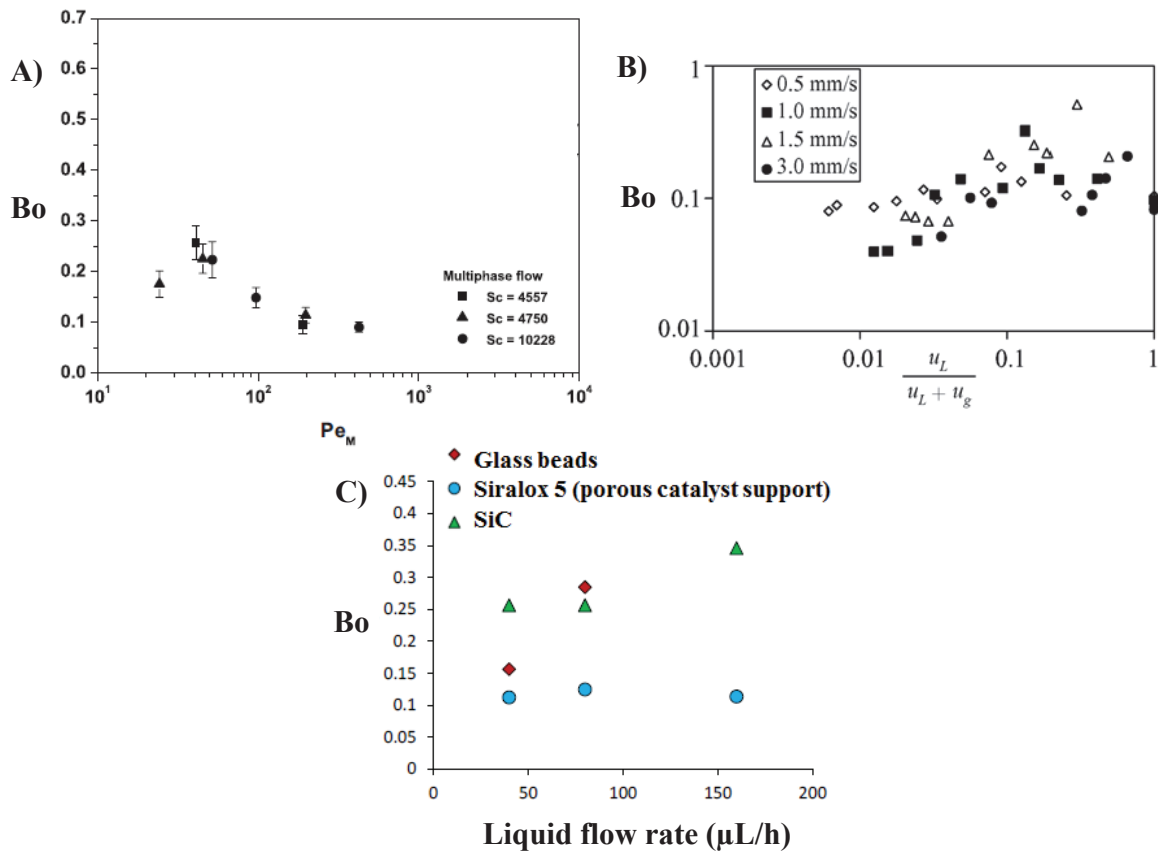 A)
0.7
0.6
0.5
0.4
Bo
0.3
0.2
0.1
0.0
10¹ 10² 10³ 10⁴
Pe_M
Multiphase flow
Sc = 4557
Sc = 4750
Sc = 10228
B)
1
Bo 0.1
0.01
0.001 0.01 0.1 1
0.5 mm/s
1.0 mm/s
1.5 mm/s
3.0 mm/s
u_L
u_L + u_g
C)
Glass beads
Siralox 5 (porous catalyst support)
SiC
0.45
0.4
0.35
0.3
0.25
Bo
0.2
0.15
0.1
0.05
0
0 50 100 150 200
Liquid flow rate (µL/h)